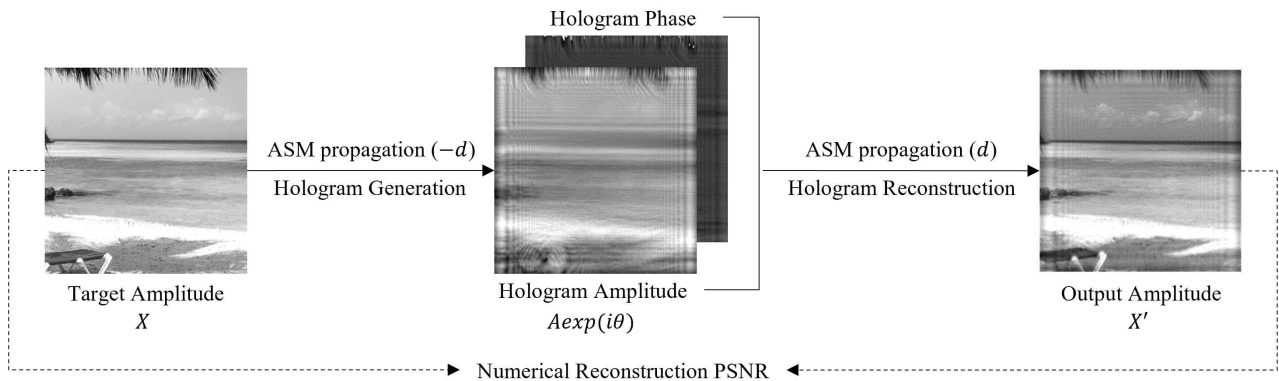 Hologram Phase
ASM propagation (−d)
Hologram Generation
ASM propagation (d)
Hologram Reconstruction
Target Amplitude
X
Hologram Amplitude
Aexp(iθ)
Output Amplitude
X′
Numerical Reconstruction PSNR